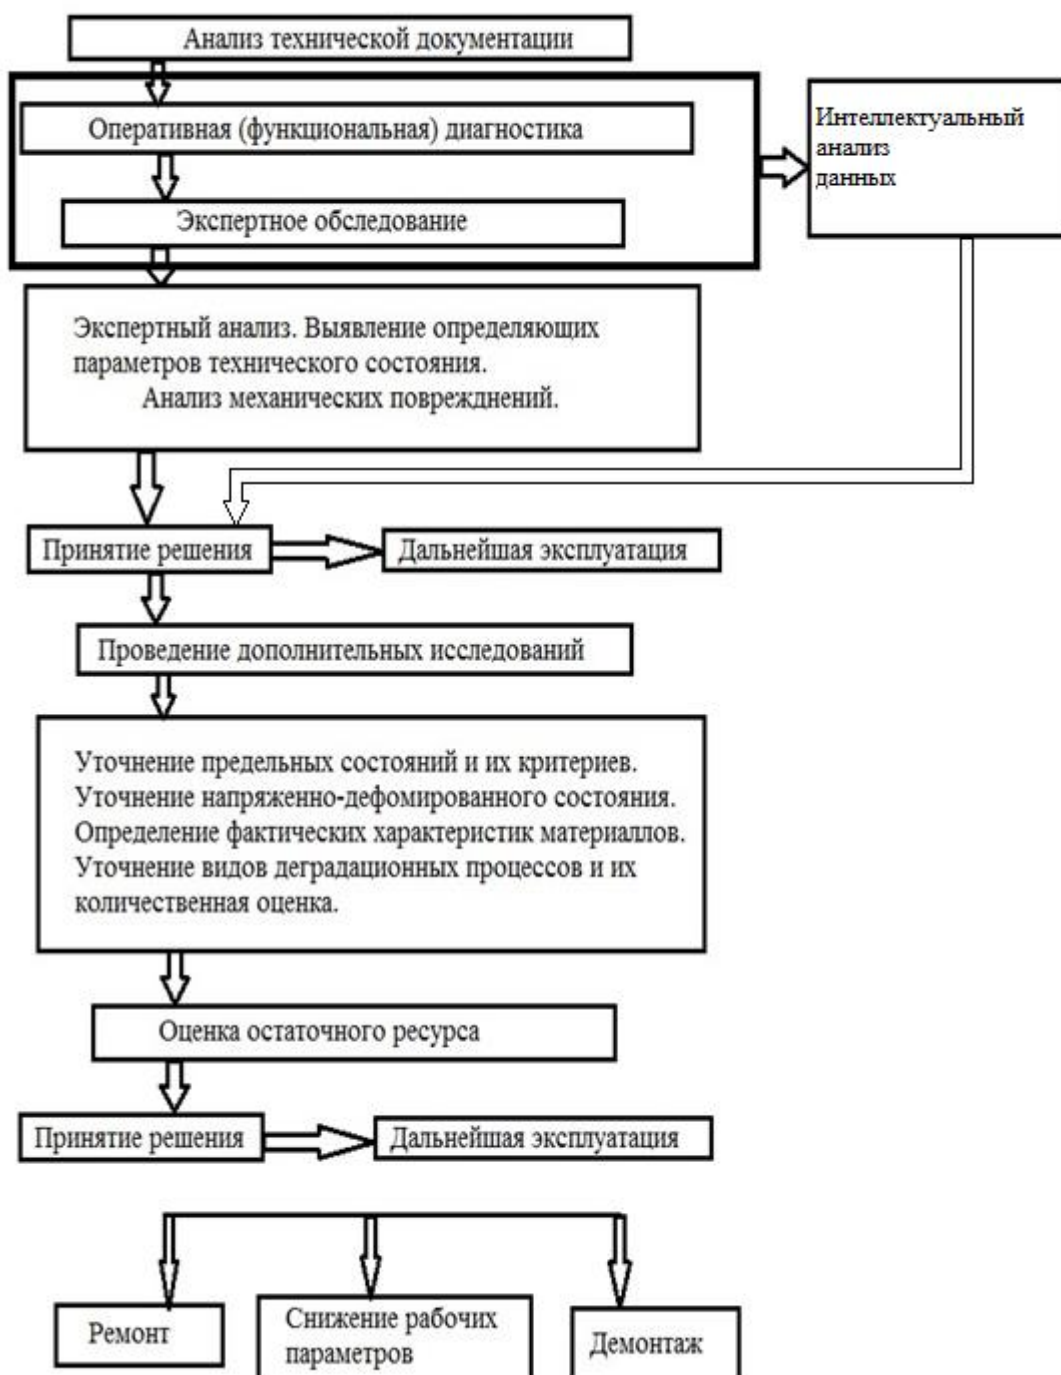 Анализ технической документации
Оперативная (функциональная) диагностика
Экспертное обследование
Интеллектуальный
анализ
данных
Экспертный анализ. Выявление определяющих
параметров технического состояния.
Анализ механических повреждний.
Принятие решения
Дальнейшая эксплуатация
Проведение дополнительных исследований
Уточнение предельных состояний и их критериев.
Уточнение напряженно-дефомированного состояния.
Определение фактических характеристик материаллов.
Уточнение видов деградационных процессов и их
количественная оценка.
Оценка остаточного ресурса
Принятие решения
Дальнейшая эксплуатация
Ремонт
Снижение рабочих
параметров
Демонтаж